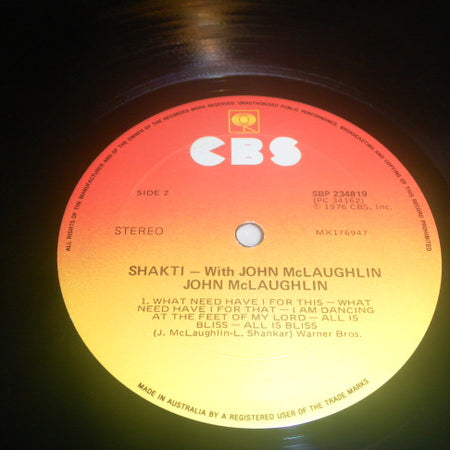 ALL RIGHTS OF THE MANUFACTURER AND OF THE OWNER OF THE RECORDED WORK RESERVED UNAUTHORISED PUBLIC PERFORMANCE, BROADCASTING AND COPYING OF THIS RECORD PROHIBITED
CBS
SIDE 2
SBP 234819
(PC 34162)
℗ 1976 CBS, Inc.
STEREO
MX176947
SHAKTI — With JOHN McLAUGHLIN
JOHN McLAUGHLIN
1. WHAT NEED HAVE I FOR THIS — WHAT
NEED HAVE I FOR THAT — I AM DANCING
AT THE FEET OF MY LORD — ALL IS
BLISS — ALL IS BLISS
(J. McLaughlin-L. Shankar) Warner Bros.
MADE IN AUSTRALIA BY A REGISTERED USER OF THE TRADE MARKS